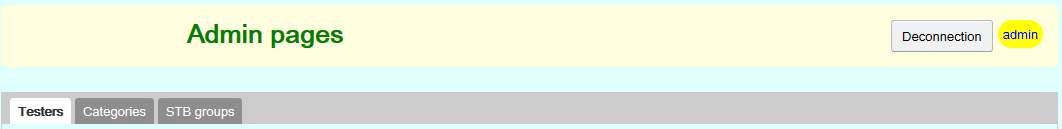 Admin pages
Deconnection admin
Testers Categories STB groups